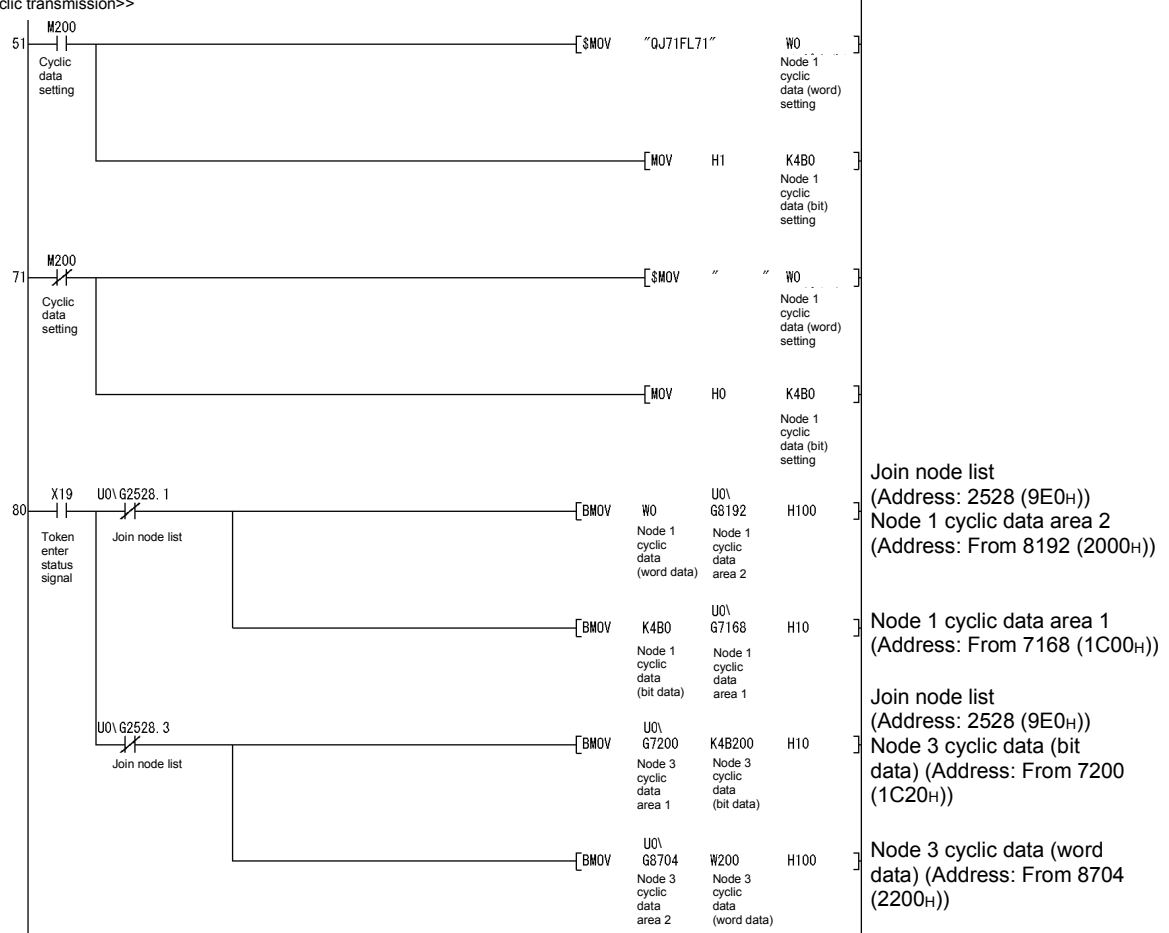 clic transmission>>
M200
51
[$MOV "QJ71FL71" W0 ]
Cyclic
data
setting
Node 1
cyclic
data (word)
setting
[MOV H1 K4B0 ]
Node 1
cyclic
data (bit)
setting
M200
71
[$MOV " " W0 ]
Cyclic
data
setting
Node 1
cyclic
data (word)
setting
[MOV H0 K4B0 ]
Node 1
cyclic
data (bit)
setting
X19 U0\G2528.1
80
Token
enter
status
signal
Join node list
U0\
[BMOV W0 G8192 H100 ]
Node 1
cyclic
data
(word data)
Node 1
cyclic
data
area 2
Join node list
(Address: 2528 (9E0H))
Node 1 cyclic data area 2
(Address: From 8192 (2000H))
U0\
[BMOV K4B0 G7168 H10 ]
Node 1
cyclic
data
(bit data)
Node 1
cyclic
data
area 1
Node 1 cyclic data area 1
(Address: From 7168 (1C00H))
U0\G2528.3
Join node list
U0\
[BMOV G7200 K4B200 H10 ]
Node 3
cyclic
data
area 1
Node 3
cyclic
data
(bit data)
Join node list
(Address: 2528 (9E0H))
Node 3 cyclic data (bit
data) (Address: From 7200
(1C20H))
U0\
[BMOV G8704 W200 H100 ]
Node 3
cyclic
data
area 2
Node 3
cyclic
data
(word data)
Node 3 cyclic data (word
data) (Address: From 8704
(2200H))